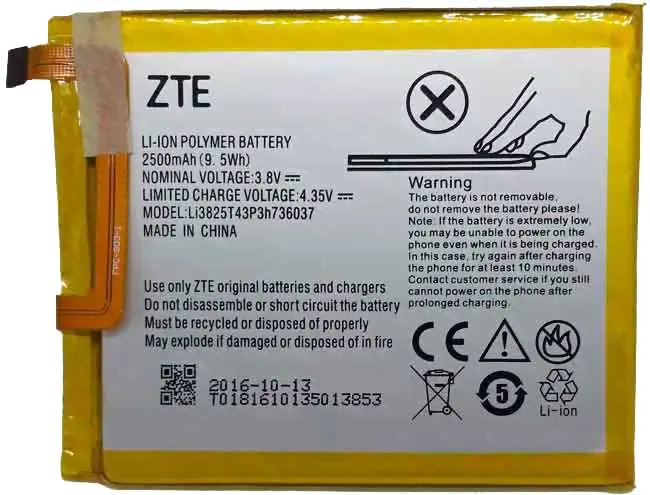 ZTE
LI-ION POLYMER BATTERY
2500mAh(9.5Wh)
NOMINAL VOLTAGE:3.8V
LIMITED CHARGE VOLTAGE:4.35V
MODEL:Li3825T43P3h736037
MADE IN CHINA
Warning
The battery is not removable,
do not remove the battery please!
Note: If the battery is extremely low,
you may be unable to power on the
phone even when it is being charged.
In this case, try again after charging
the phone for at least 10 minutes.
Contact customer service if you still
cannot power on the phone after
prolonged charging.
Use only ZTE original batteries and chargers
Do not disassemble or short circuit the battery
Must be recycled or disposed of properly
May explode if damaged or disposed of in fire
CE
5
Li-ion
2016-10-13
T0181610135013853